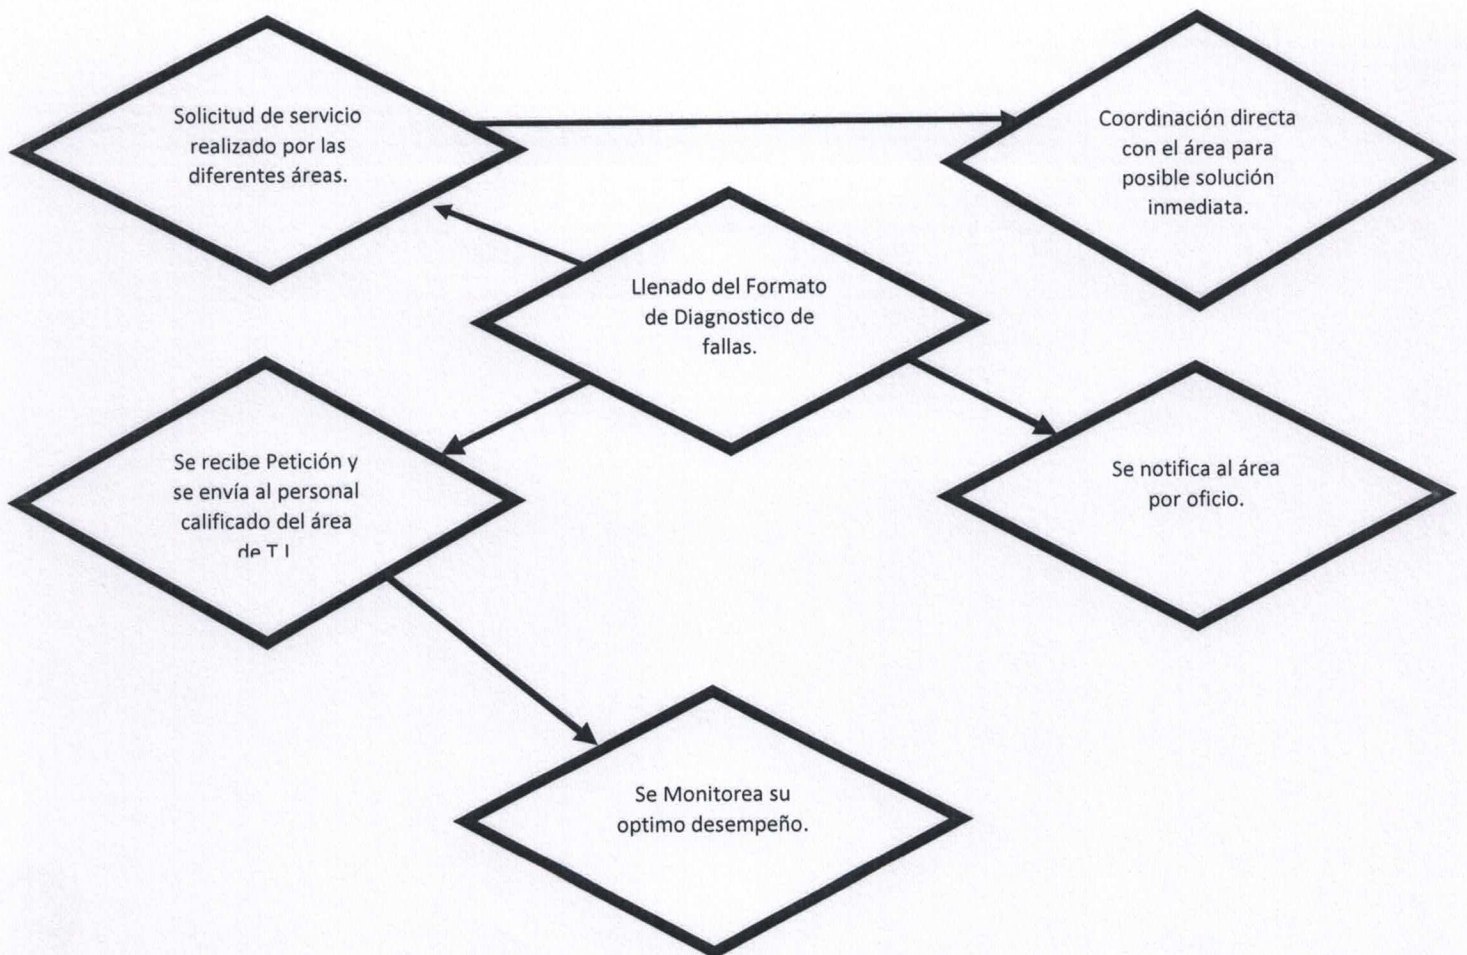 Solicitud de servicio
realizado por las
diferentes áreas.
Coordinación directa
con el área para
posible solución
inmediata.
Llenado del Formato
de Diagnostico de
fallas.
Se recibe Petición y
se envía al personal
calificado del área
de T I
Se notifica al área
por oficio.
Se Monitorea su
optimo desempeño.